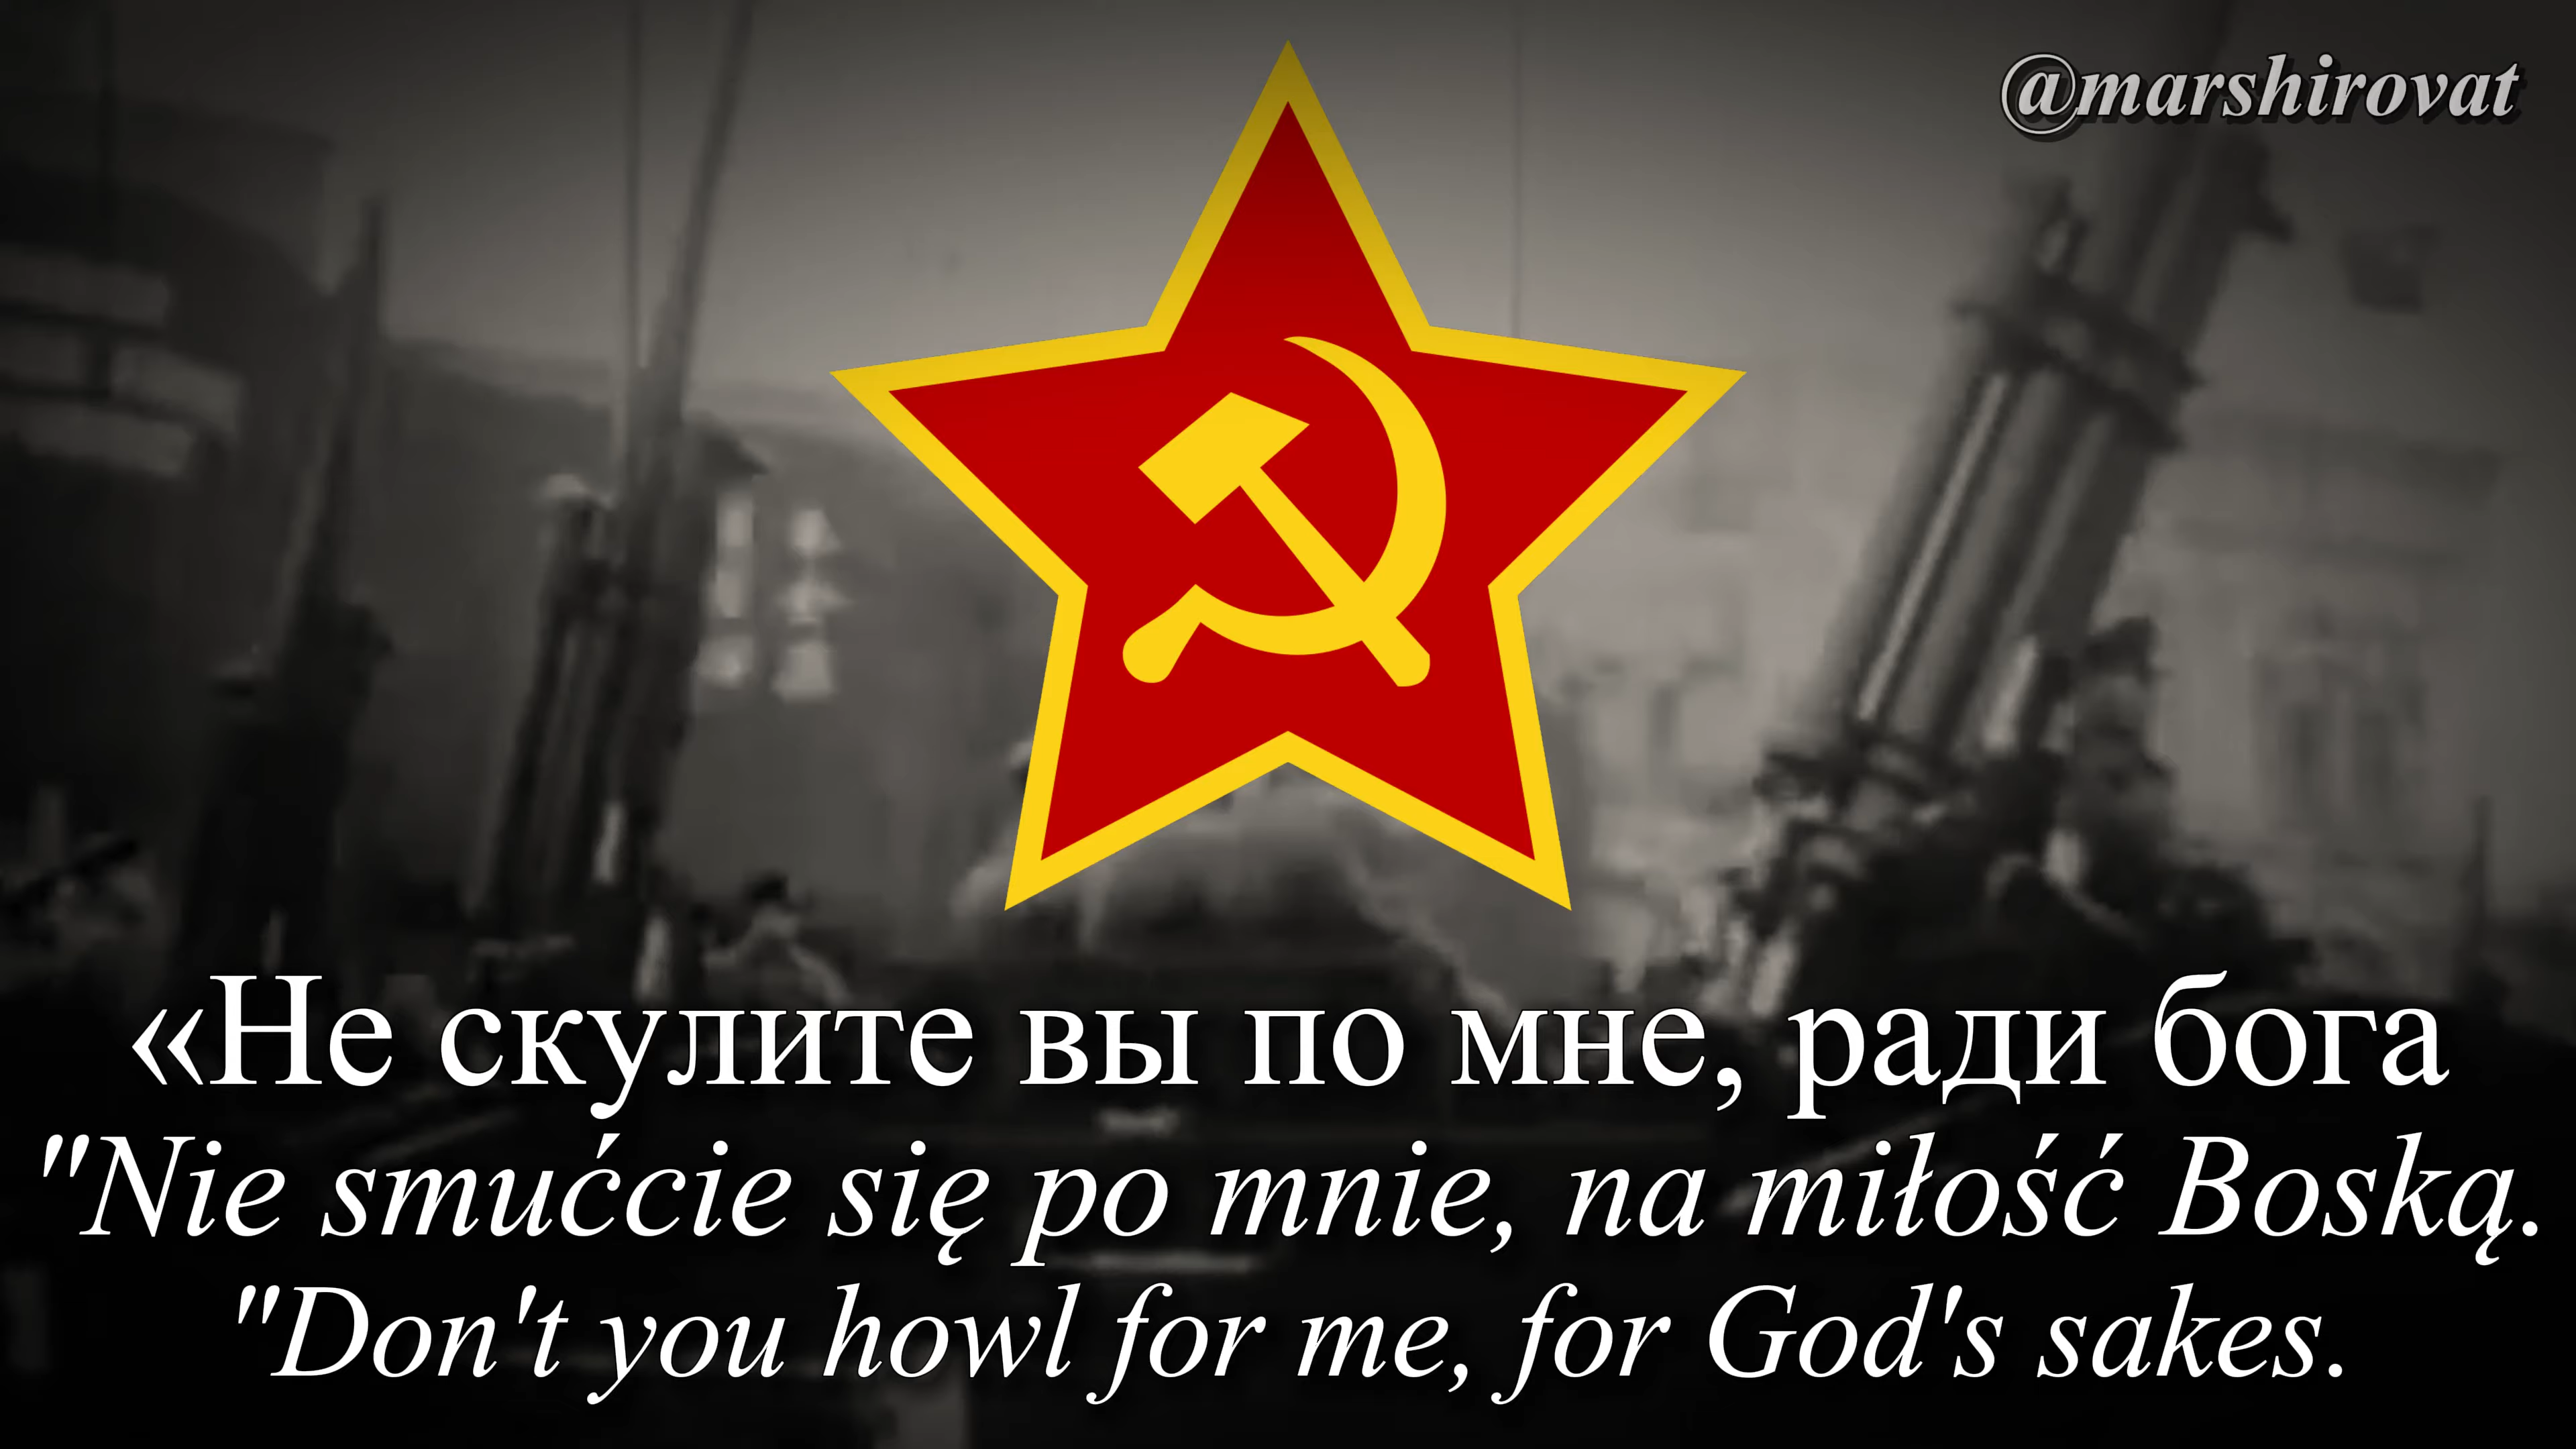 @marshirovat
«Не скулите вы по мне, ради бога
"Nie smućcie się po mnie, na miłość Boską.
"Don't you howl for me, for God's sakes.